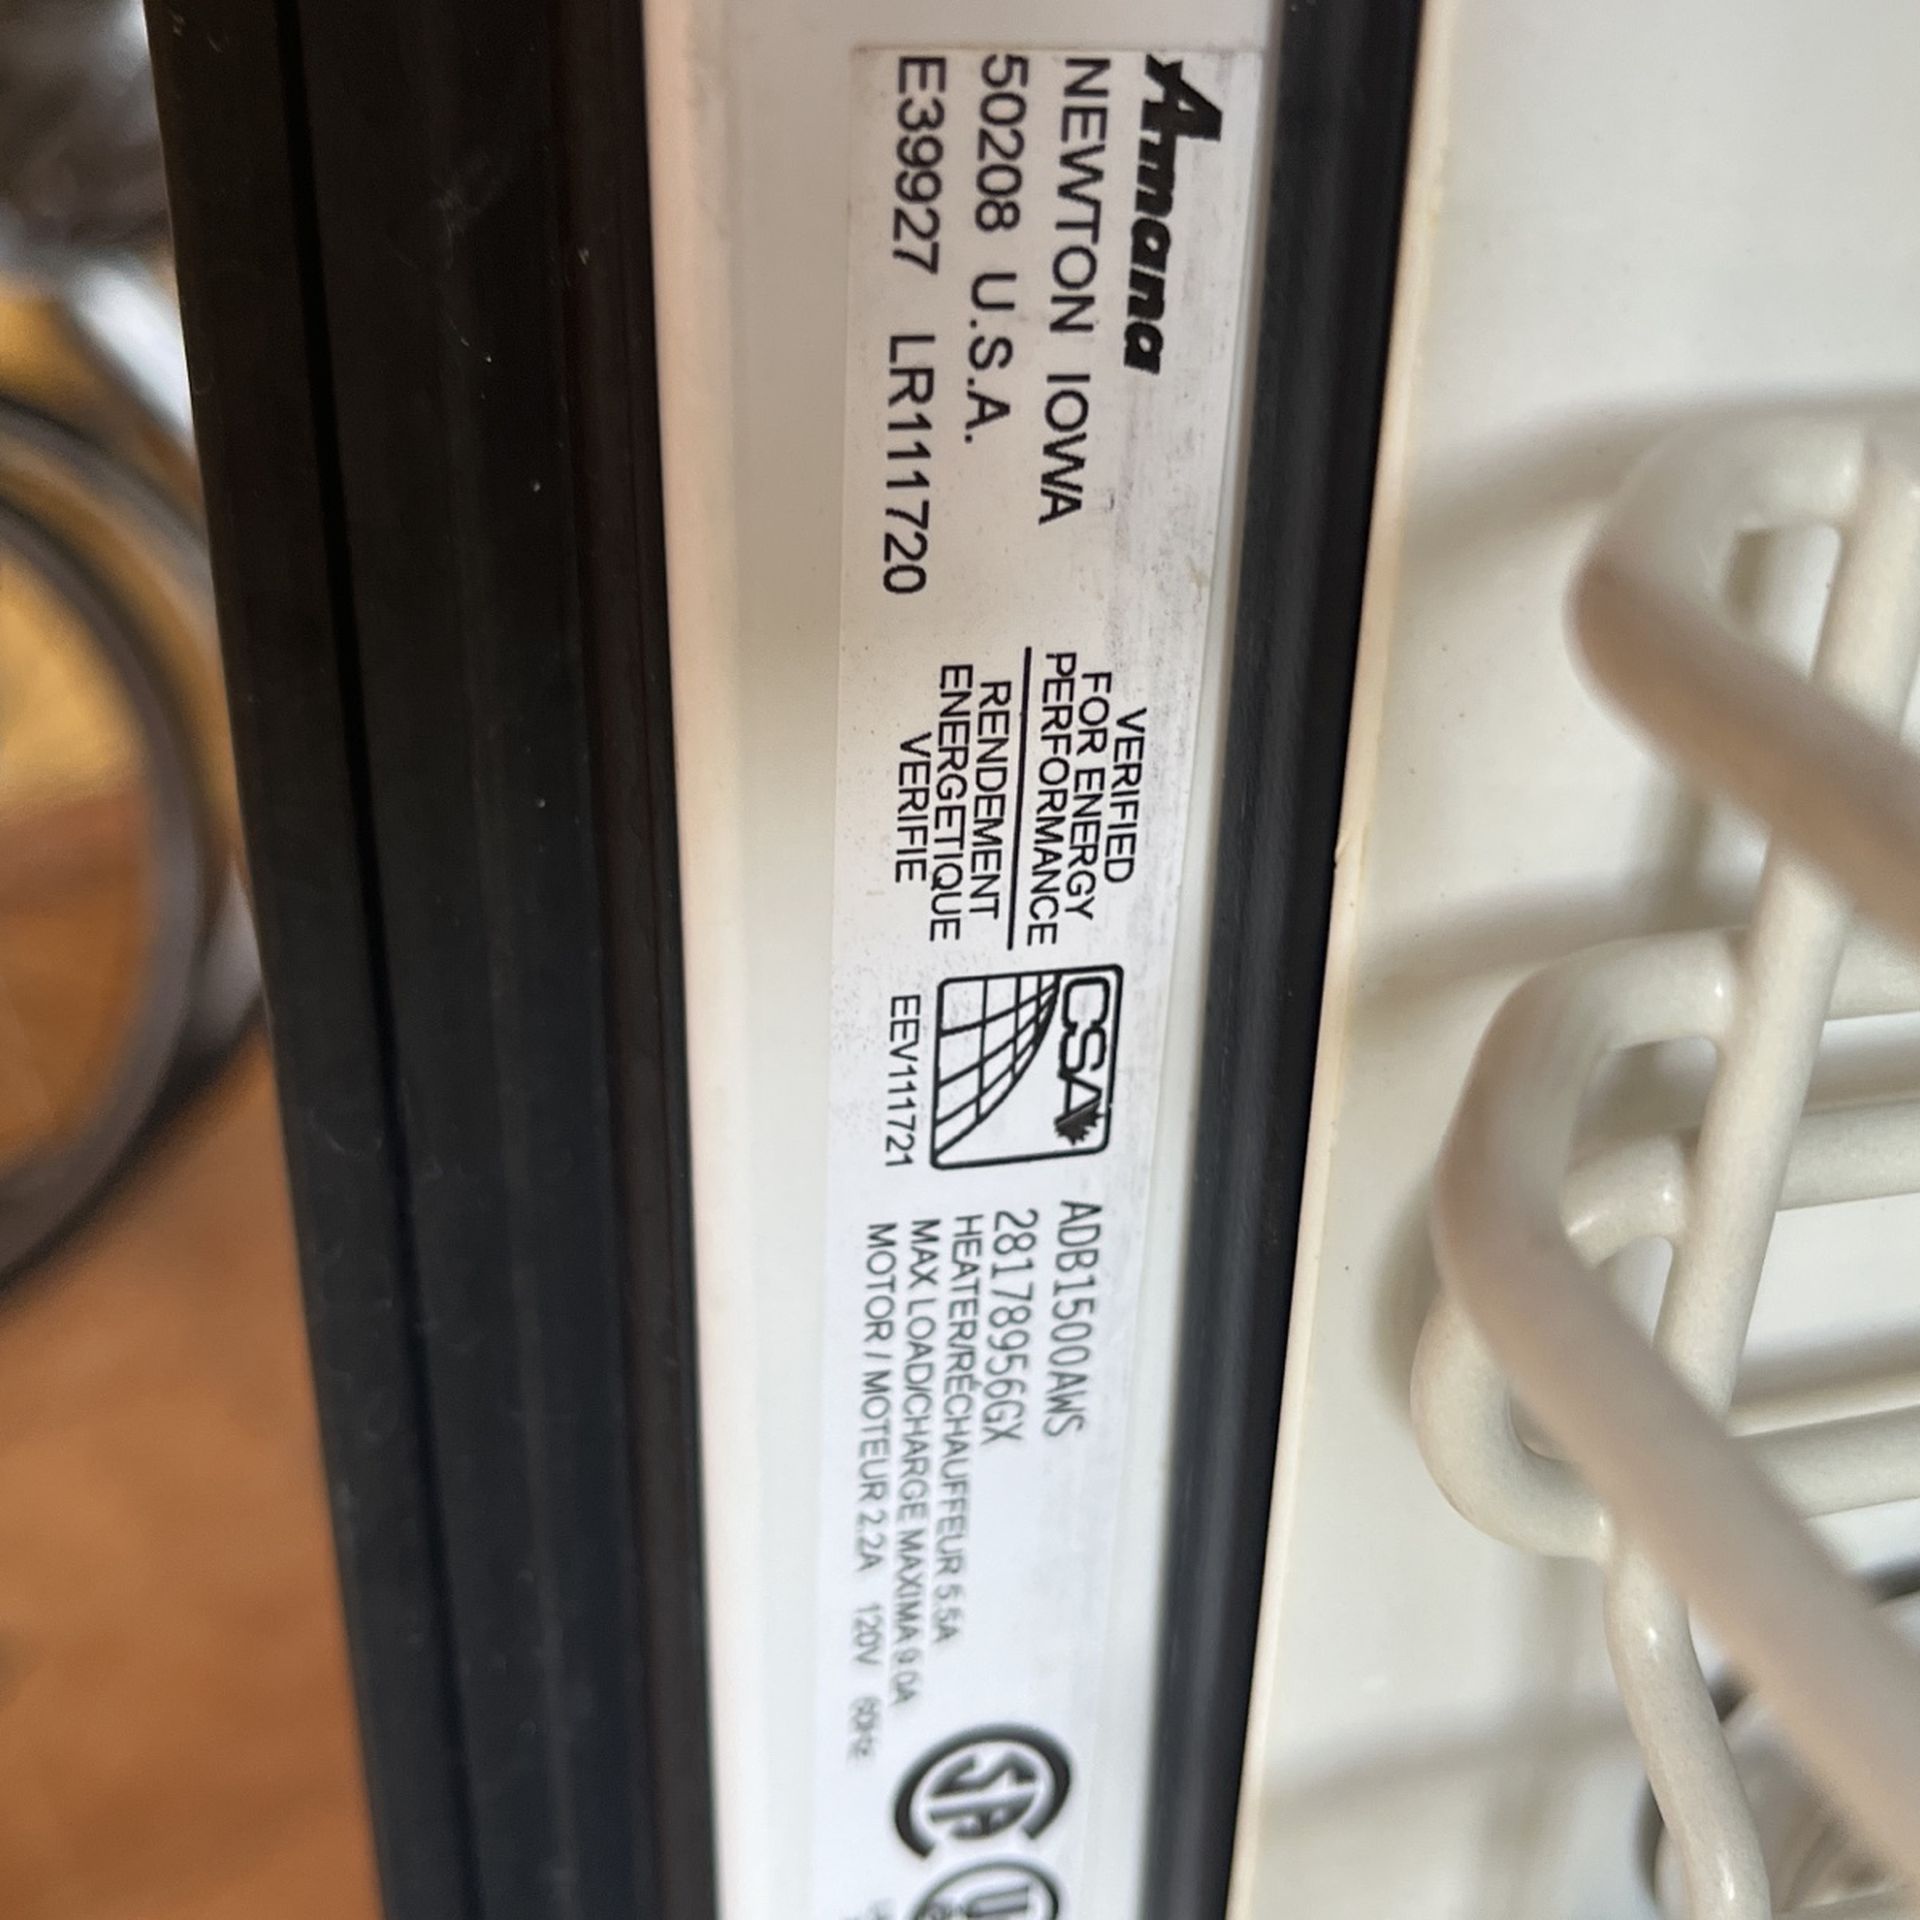 Amana
NEWTON IOWA
50208 U.S.A.
E39927 LR111720
VERIFIED
FOR ENERGY
PERFORMANCE
RENDEMENT
ENERGETIQUE
VERIFIE
CSA
EEV111721
ADB1500AWS
28178956GX
HEATER/RÉCHAUFFEUR 5.5A
MAX LOAD/CHARGE MAXIMA 9.0A
MOTOR / MOTEUR 2.2A 120V 60HZ
SA